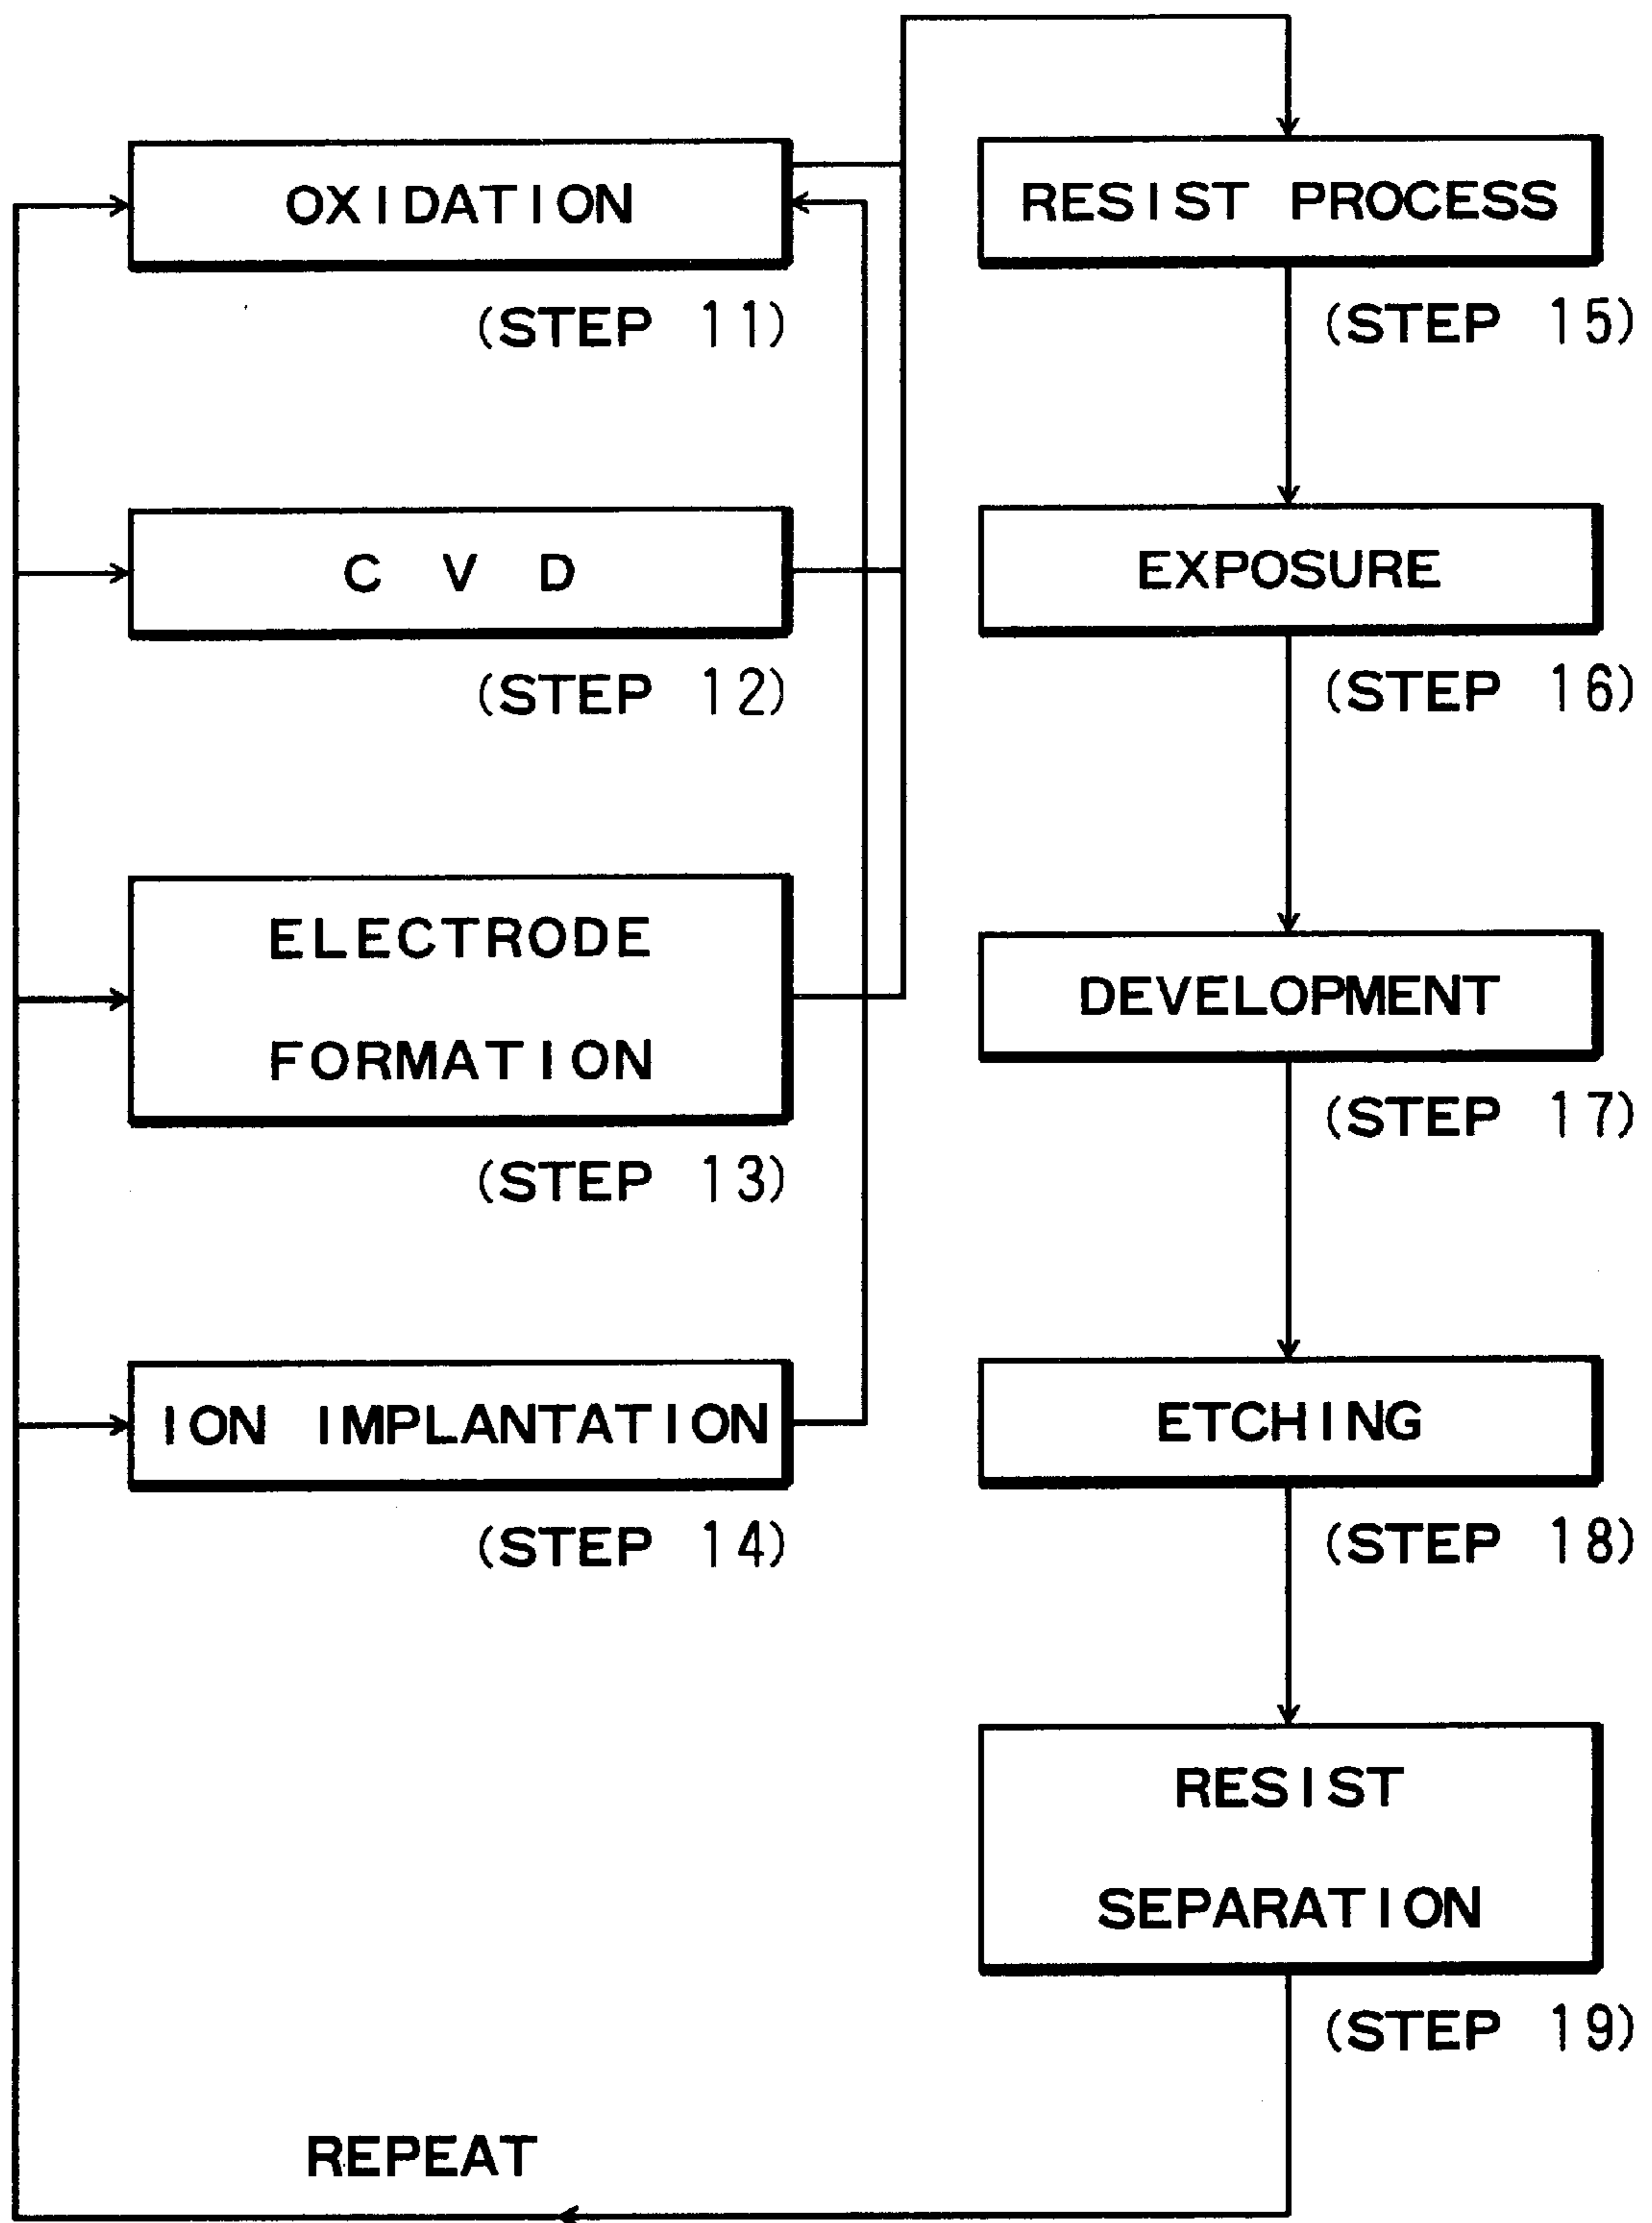 OXIDATION
(STEP 11)
C V D
(STEP 12)
ELECTRODE
FORMATION
(STEP 13)
ION IMPLANTATION
(STEP 14)
RESIST PROCESS
(STEP 15)
EXPOSURE
(STEP 16)
DEVELOPMENT
(STEP 17)
ETCHING
(STEP 18)
RESIST
SEPARATION
(STEP 19)
REPEAT